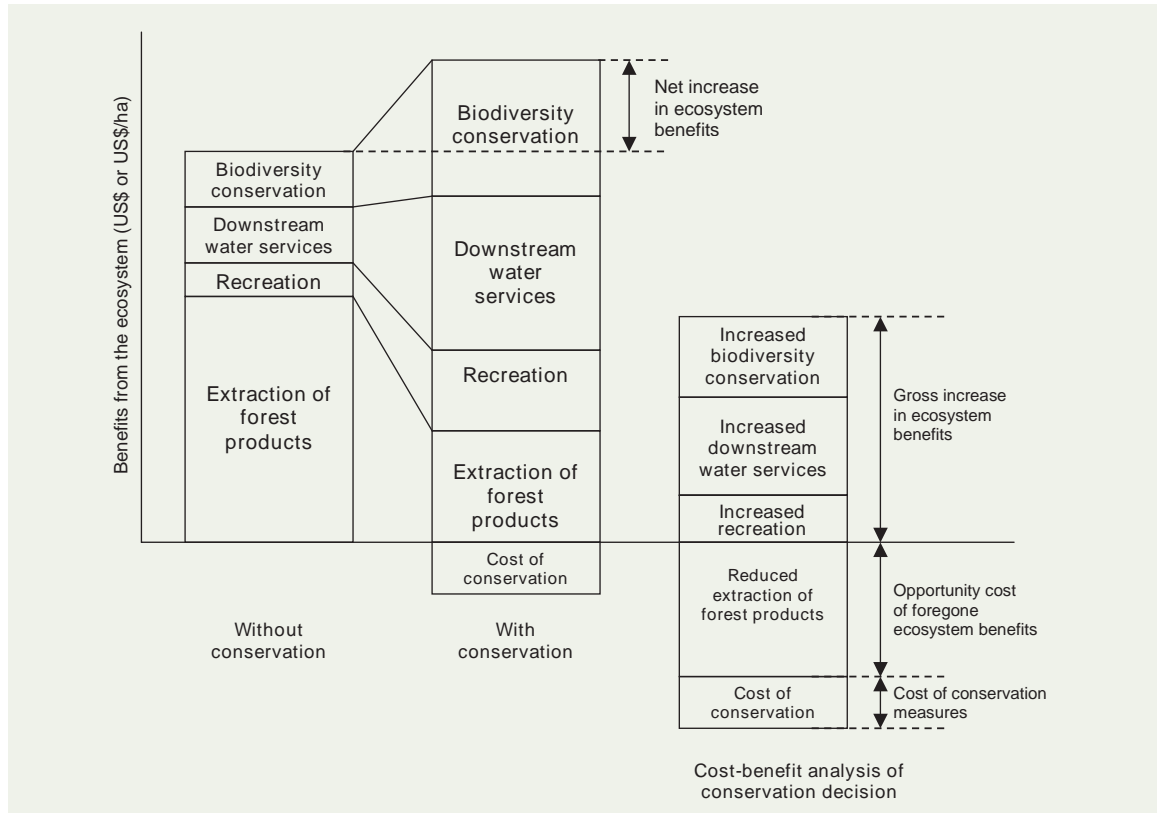 Benefits from the ecosystem (US$ or US$/ha)
Biodiversity
conservation
Downstream
water services
Recreation
Extraction of
forest
products
Without
conservation
Biodiversity
conservation
Downstream
water
services
Recreation
Extraction of
forest
products
Cost of
conservation
With
conservation
Net increase
in ecosystem
benefits
Increased
biodiversity
conservation
Increased
downstream
water services
Increased
recreation
Reduced
extraction of
forest products
Cost of
conservation
Gross increase
in ecosystem
benefits
Opportunity cost
of foregone
ecosystem benefits
Cost of conservation
measures
Cost-benefit analysis of
conservation decision